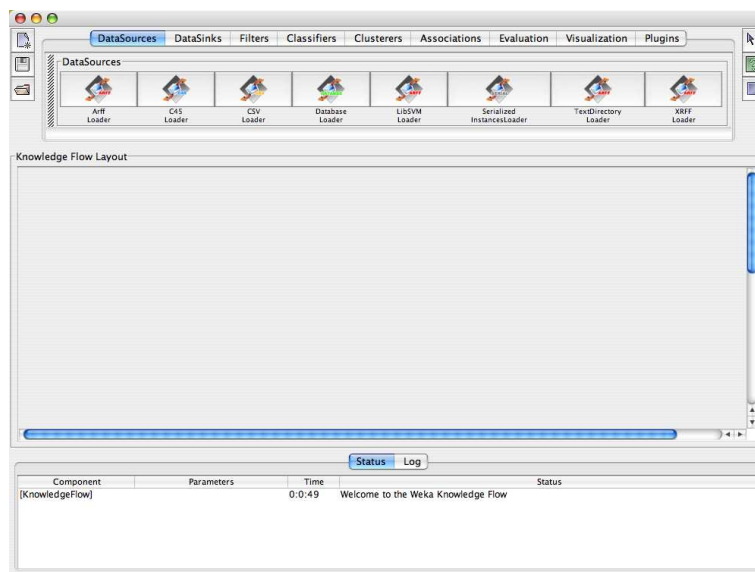 DataSources DataSinks Filters Classifiers Clusterers Associations Evaluation Visualization Plugins
DataSources
Arff Loader
C45 Loader
CSV Loader
Database Loader
LibSVM Loader
Serialized InstancesLoader
TextDirectory Loader
XRFF Loader
Knowledge Flow Layout
Status Log
Component Parameters Time Status
[KnowledgeFlow] 0:0:49 Welcome to the Weka Knowledge Flow